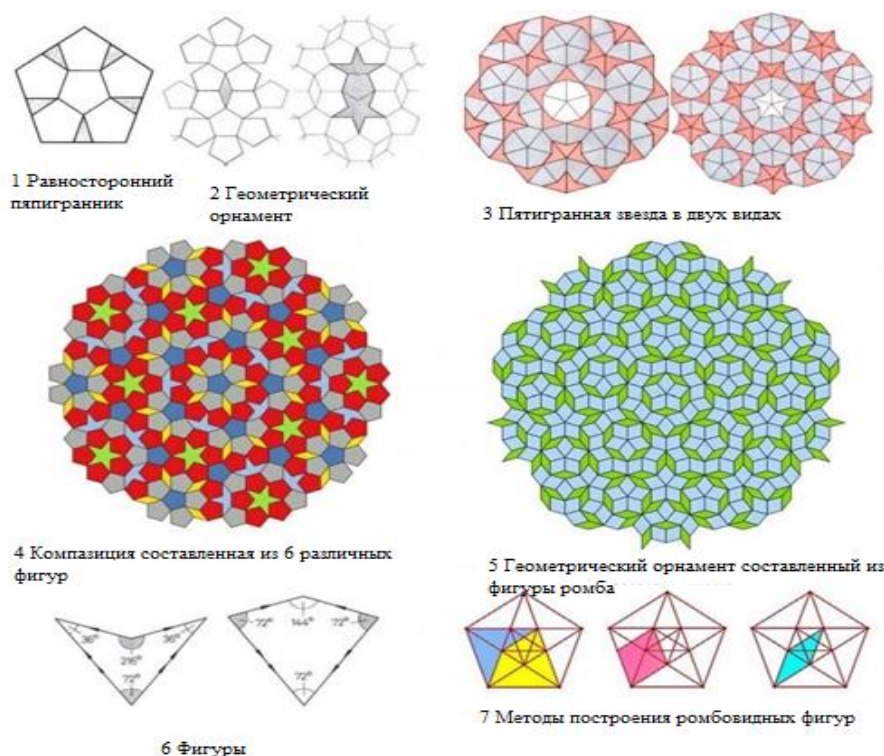 1 Равносторонний
пяпигранник
2 Геометрический
орнамент
3 Пятигранная звезда в двух видах
4 Компазиция составленная из 6 различных
фигур
5 Геометрический орнамент составленный из
фигуры ромба
36°
36°
216°
72°
72°
144°
72°
72°
6 Фигуры
7 Методы построения ромбовидных фигур